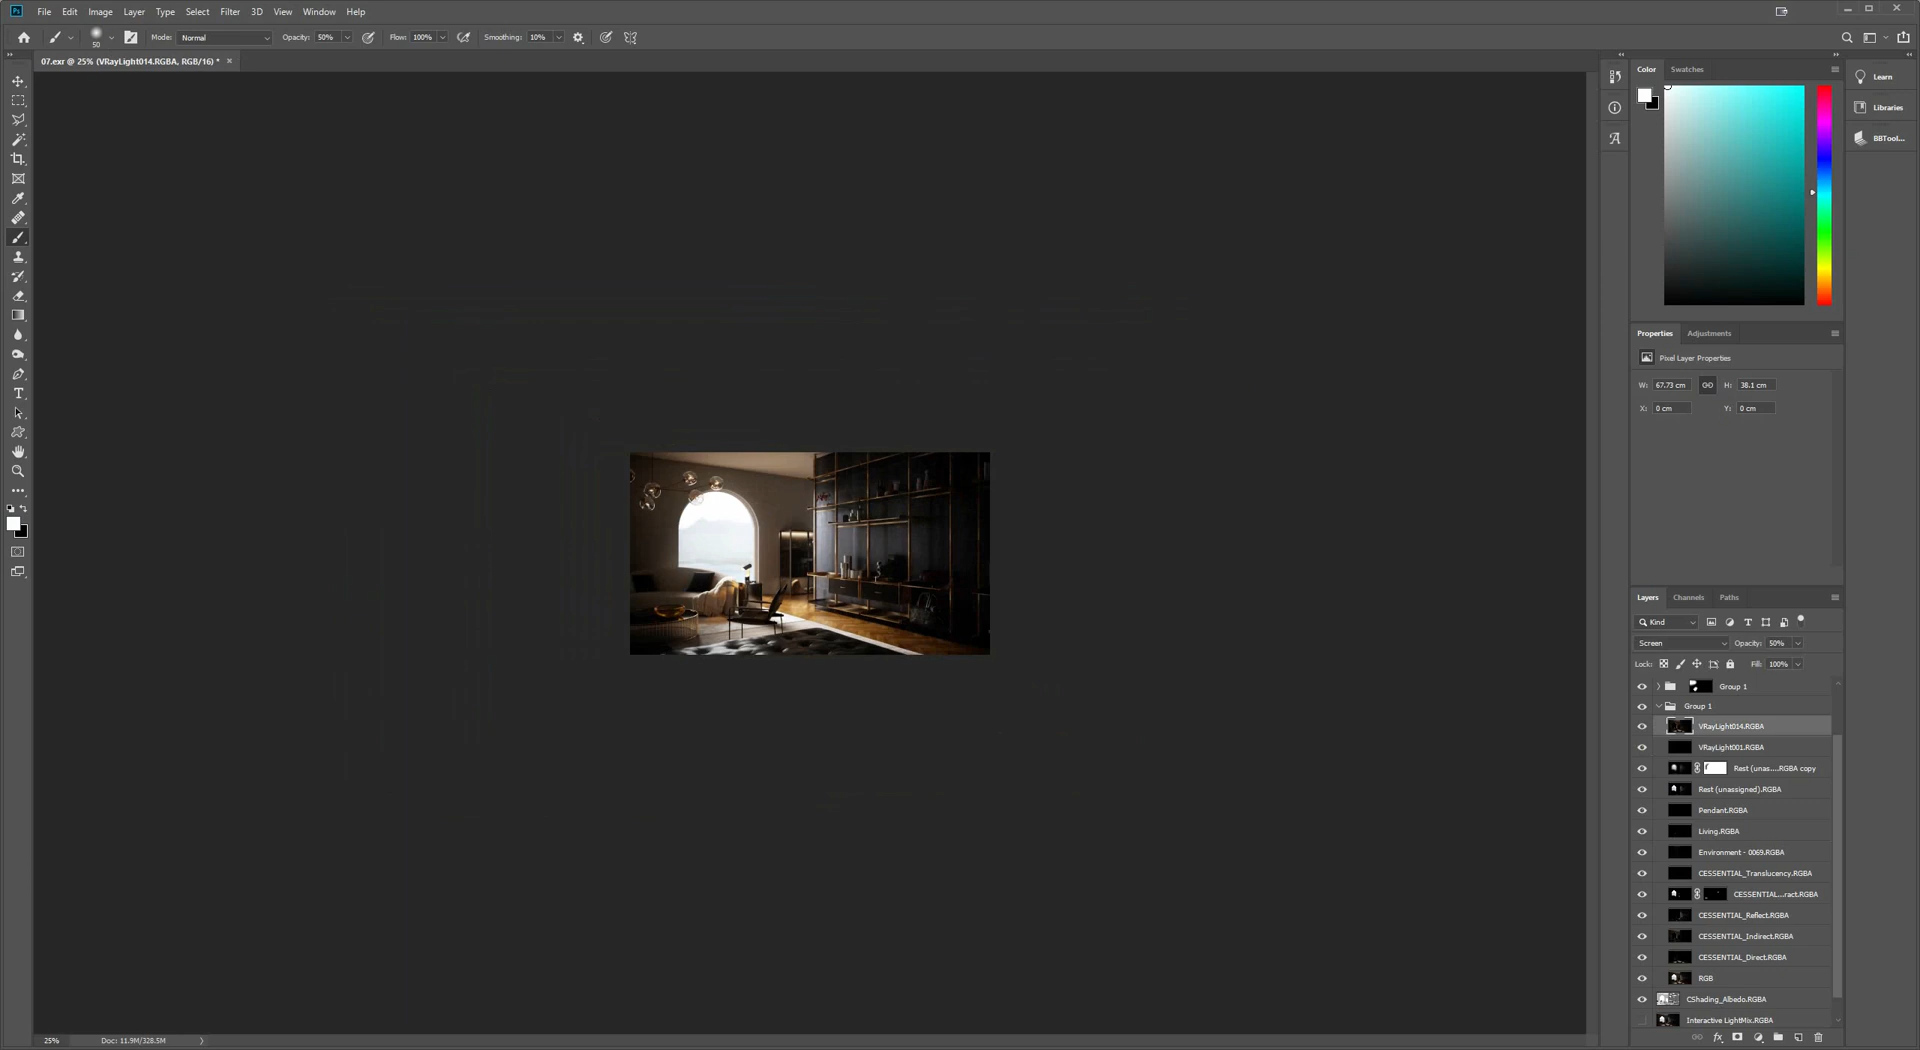 Ps File Edit Image Layer Type Select Filter 3D View Window Help
50 Mode: Normal Opacity: 50% Flow: 100% Smoothing: 10%
07.exr @ 25% (VRayLight014.RGBA, RGB/16) * ×
Color Swatches
Learn
Libraries
BBTool...
Properties Adjustments
Pixel Layer Properties
W: 67.73 cm H: 38.1 cm
X: 0 cm Y: 0 cm
Layers Channels Paths
Kind
Screen Opacity: 50%
Lock: Fill: 100%
Group 1
Group 1
VRayLight014.RGBA
VRayLight001.RGBA
Rest (unas....RGBA copy
Rest (unassigned).RGBA
Pendant.RGBA
Living.RGBA
Environment - 0069.RGBA
CESSENTIAL_Translucency.RGBA
CESSENTIAL...ract.RGBA
CESSENTIAL_Reflect.RGBA
CESSENTIAL_Indirect.RGBA
CESSENTIAL_Direct.RGBA
RGB
CShading_Albedo.RGBA
Interactive LightMix.RGBA
fx
25% Doc: 11.9M/328.5M